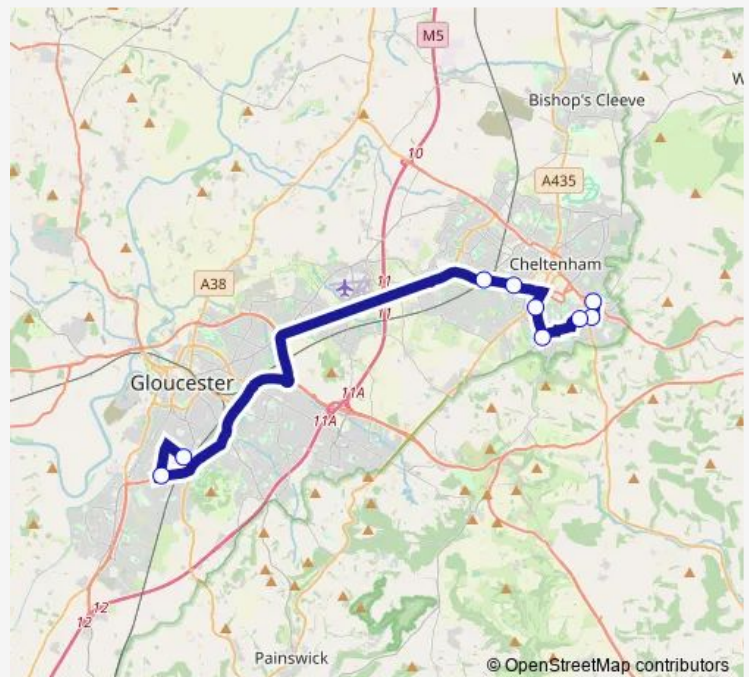 M5
Bishop's Cleeve
W
10
A435
Cheltenham
11
A38
11
Gloucester
11A
11A
12
12
Painswick
© OpenStreetMap contributors